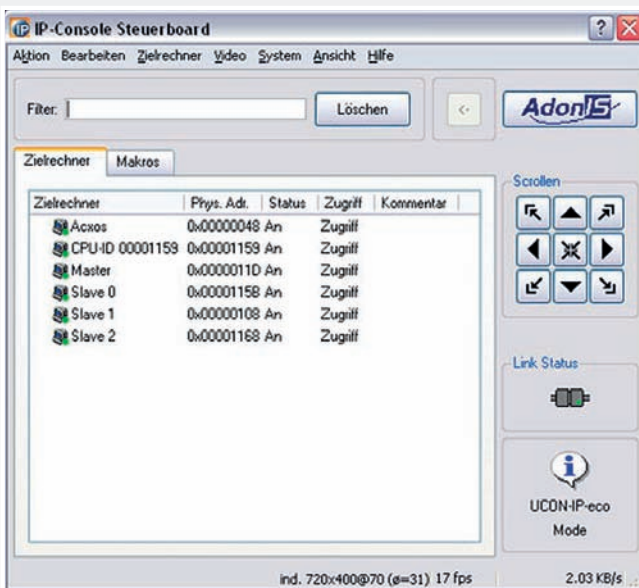 IP IP-Console Steuerboard
Aktion Bearbeiten Zielrechner Video System Ansicht Hilfe
Filter: Löschen <- AdonIS
Zielrechner Makros
Zielrechner Phys. Adr. Status Zugriff Kommentar
Acxos 0x00000048 An Zugriff
CPU-ID 00001159 0x00001159 An Zugriff
Master 0x0000011D An Zugriff
Slave 0 0x0000115B An Zugriff
Slave 1 0x00000108 An Zugriff
Slave 2 0x00001168 An Zugriff
Scrollen
Link Status
UCON-IP-eco
Mode
ind. 720x400@70 (ø=31) 17 fps 2.03 KB/s